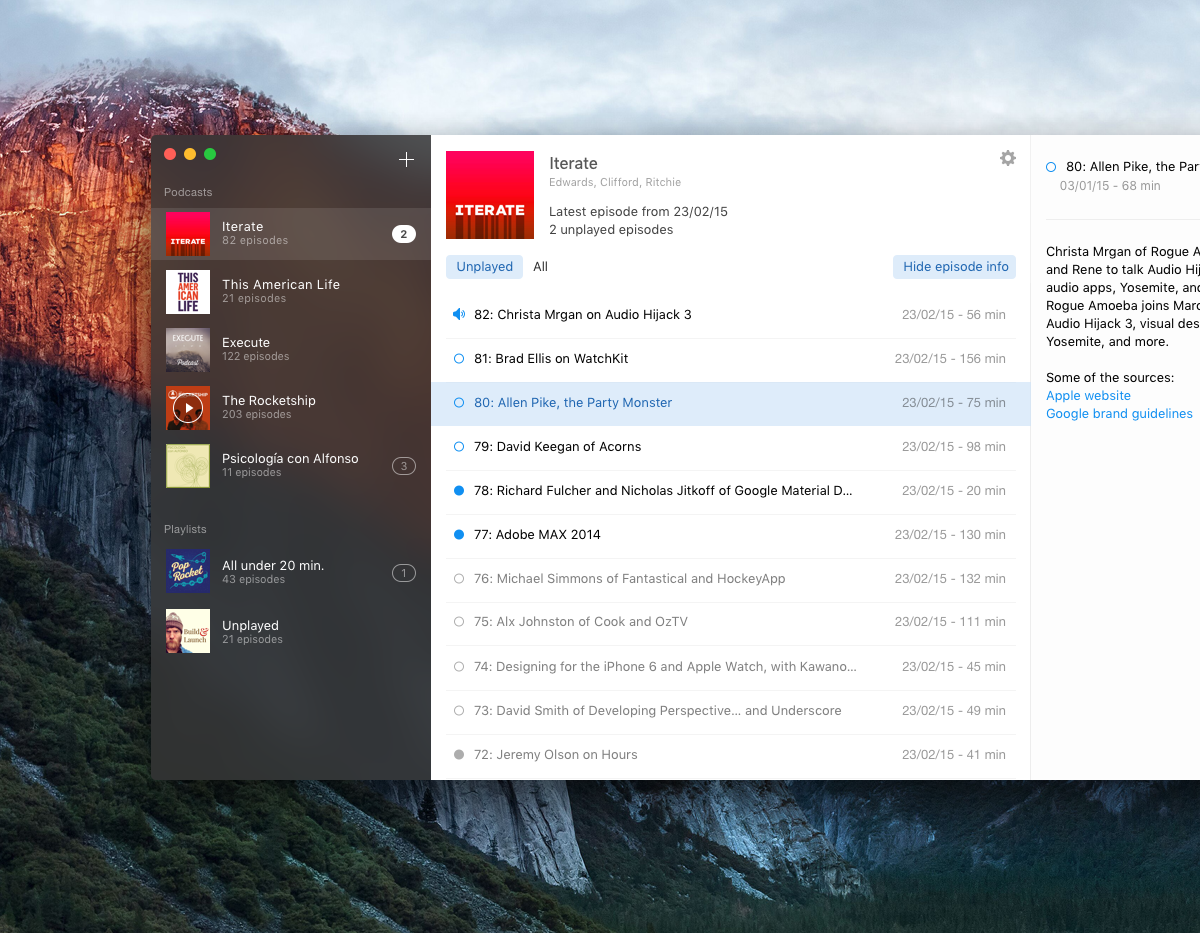 Podcasts
ITERATE
Iterate
82 episodes
2
THIS
AMER
ICAN
LIFE
This American Life
21 episodes
EXECUTE
Podcast
Execute
122 episodes
The Rocketship
203 episodes
Psicología con Alfonso
11 episodes
3
Playlists
Pop
Rocket
All under 20 min.
43 episodes
1
Build &
Launch
Unplayed
21 episodes
ITERATE
Iterate
Edwards, Clifford, Ritchie
Latest episode from 23/02/15
2 unplayed episodes
Unplayed All Hide episode info
82: Christa Mrgan on Audio Hijack 3 23/02/15 - 56 min
81: Brad Ellis on WatchKit 23/02/15 - 156 min
80: Allen Pike, the Party Monster 23/02/15 - 75 min
79: David Keegan of Acorns 23/02/15 - 98 min
78: Richard Fulcher and Nicholas Jitkoff of Google Material D... 23/02/15 - 20 min
77: Adobe MAX 2014 23/02/15 - 130 min
76: Michael Simmons of Fantastical and HockeyApp 23/02/15 - 132 min
75: Alx Johnston of Cook and OzTV 23/02/15 - 111 min
74: Designing for the iPhone 6 and Apple Watch, with Kawano... 23/02/15 - 45 min
73: David Smith of Developing Perspective... and Underscore 23/02/15 - 49 min
72: Jeremy Olson on Hours 23/02/15 - 41 min
80: Allen Pike, the Par
03/01/15 - 68 min
Christa Mrgan of Rogue A
and Rene to talk Audio Hij
audio apps, Yosemite, and
Rogue Amoeba joins Marc
Audio Hijack 3, visual des
Yosemite, and more.
Some of the sources:
Apple website
Google brand guidelines